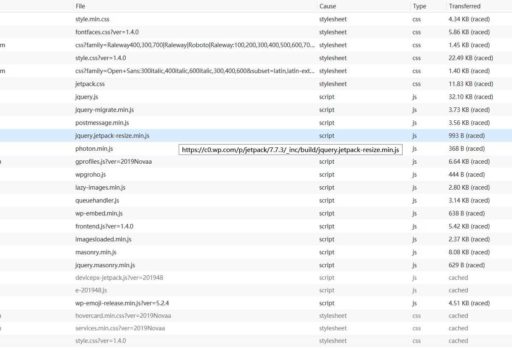 File Cause Type Transferred
style.min.css stylesheet css 4.34 KB (raced)
fontfaces.css?ver=1.4.0 stylesheet css 5.86 KB (raced)
m css?family=Raleway400,300,700|Raleway|Roboto|Raleway:100,200,300,400,500,600,70... stylesheet css 1.45 KB (raced)
style.css?ver=1.4.0 stylesheet css 22.49 KB (raced)
m css?family=Open+Sans:300italic,400italic,600italic,300,400,600&subset=latin,latin-ext... stylesheet css 1.40 KB (raced)
jetpack.css stylesheet css 11.83 KB (raced)
jquery.js script js 32.10 KB (raced)
jquery-migrate.min.js script js 3.73 KB (raced)
postmessage.min.js script js 3.56 KB (raced)
jquery.jetpack-resize.min.js script js 993 B (raced)
photon.min.js https://c0.wp.com/p/jetpack/7.7.3/_inc/build/jquery.jetpack-resize.min.js js 368 B (raced)
gprofiles.js?ver=2019Novaa script js 6.64 KB (raced)
wpgroho.js script js 444 B (raced)
lazy-images.min.js script js 2.80 KB (raced)
queuehandler.js script js 3.14 KB (raced)
wp-embed.min.js script js 638 B (raced)
frontend.js?ver=1.4.0 script js 5.42 KB (raced)
imagesloaded.min.js script js 2.37 KB (raced)
masonry.min.js script js 8.08 KB (raced)
jquery.masonry.min.js script js 629 B (raced)
devicepx-jetpack.js?ver=201948 script js cached
e-201948.js script js cached
wp-emoji-release.min.js?ver=5.2.4 script js 4.51 KB (raced)
hovercard.min.css?ver=2019Novaa stylesheet css cached
services.min.css?ver=2019Novaa stylesheet css cached
style.css?ver=1.4.0 stylesheet css cached